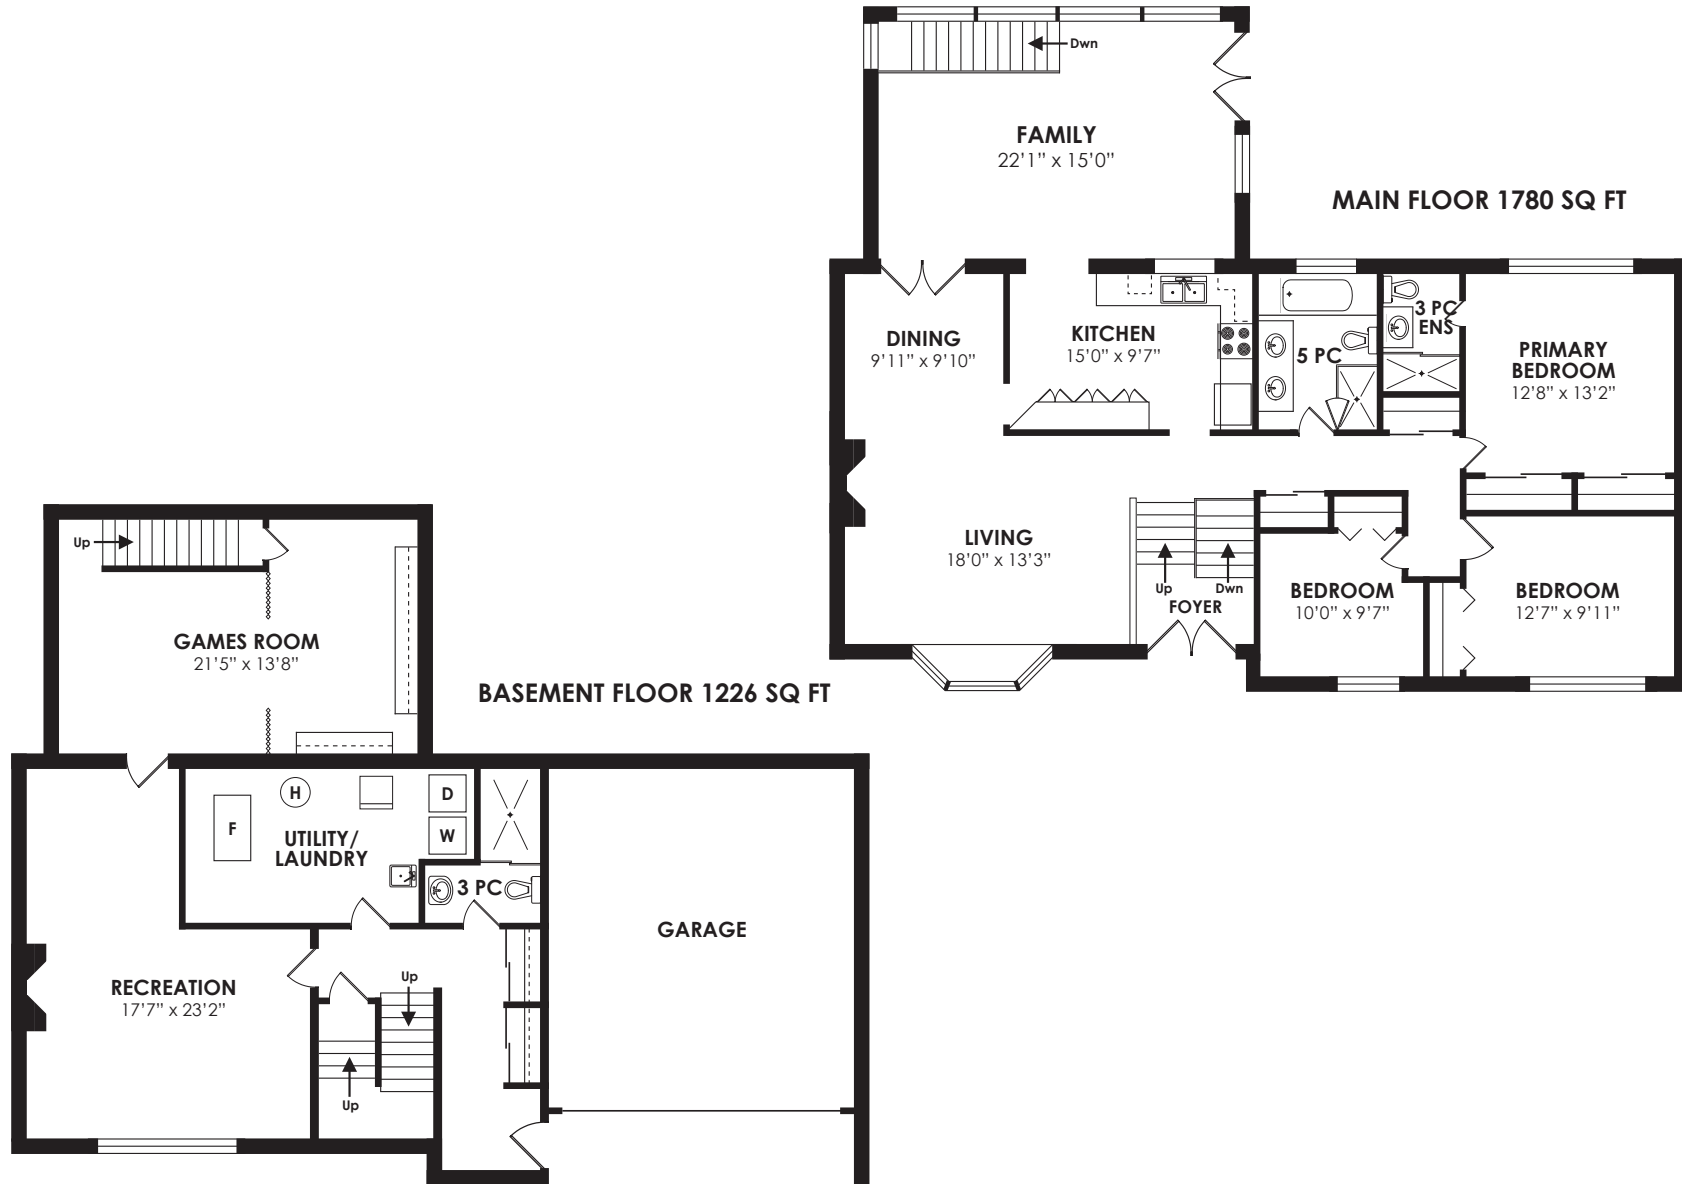 Dwn
FAMILY
22'1" x 15'0"
MAIN FLOOR 1780 SQ FT
DINING
9'11" x 9'10"
KITCHEN
15'0" x 9'7"
5 PC
3 PC
ENS
PRIMARY
BEDROOM
12'8" x 13'2"
LIVING
18'0" x 13'3"
Up
Dwn
FOYER
BEDROOM
10'0" x 9'7"
BEDROOM
12'7" x 9'11"
Up
GAMES ROOM
21'5" x 13'8"
BASEMENT FLOOR 1226 SQ FT
F
H
D
W
UTILITY/
LAUNDRY
3 PC
GARAGE
RECREATION
17'7" x 23'2"
Up
Up